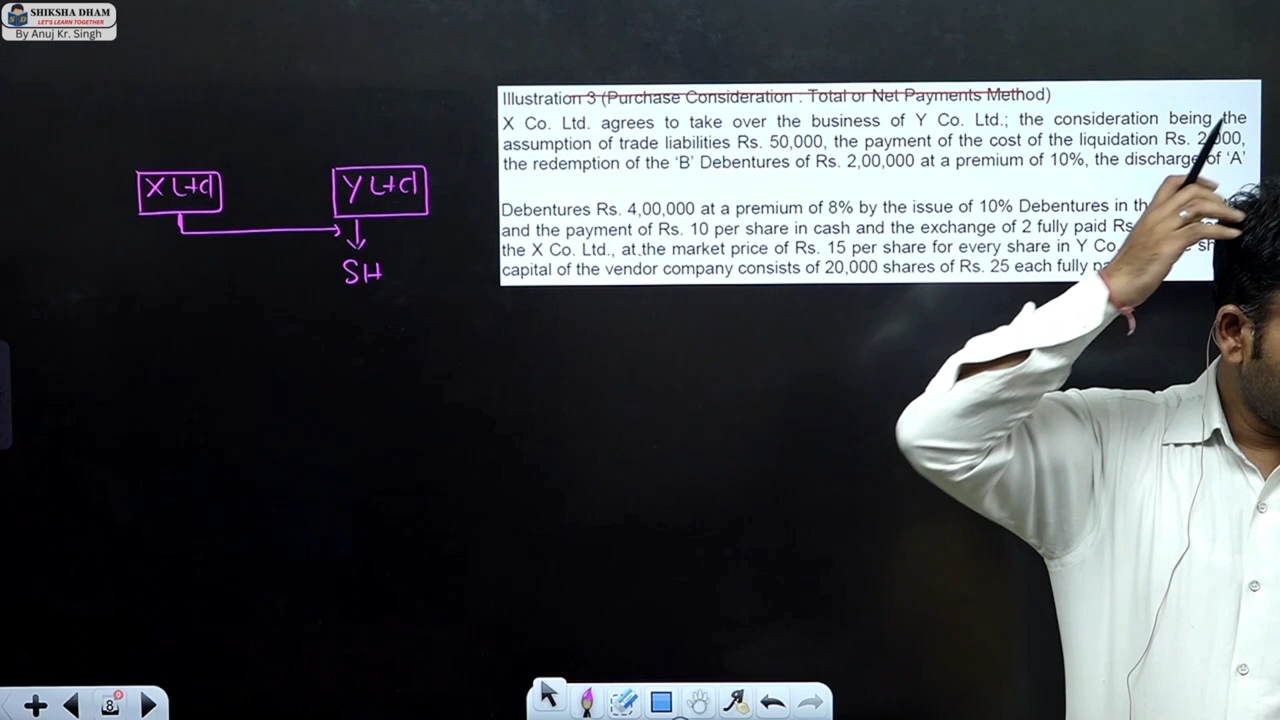 SHIKSHA DHAM
LET'S LEARN TOGETHER
By Anuj Kr. Singh
Illustration 3 (Purchase Consideration : Total or Net Payments Method)
X Co. Ltd. agrees to take over the business of Y Co. Ltd.; the consideration being the
assumption of trade liabilities Rs. 50,000, the payment of the cost of the liquidation Rs.
the redemption of the 'B' Debentures of Rs. 2,00,000 at a premium of 10%, the discharge of 'A'
Debentures Rs. 4,00,000 at a premium of 8% by the issue of 10% Debentures in
and the payment of Rs. 10 per share in cash and the exchange of 2 fully paid
the X Co. Ltd., at the market price of Rs. 15 per share for every share in Y Co.
capital of the vendor company consists of 20,000 shares of Rs. 25 each fully
X Ltd
Y Ltd
SH
8